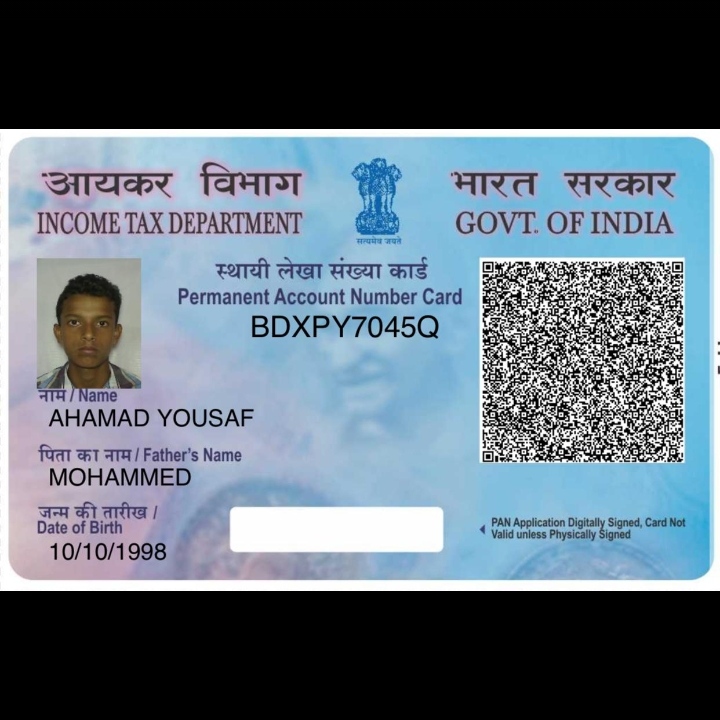 आयकर विभाग
INCOME TAX DEPARTMENT
सत्यमेव जयते
भारत सरकार
GOVT. OF INDIA
स्थायी लेखा संख्या कार्ड
Permanent Account Number Card
BDXPY7045Q
नाम / Name
AHAMAD YOUSAF
पिता का नाम / Father's Name
MOHAMMED
जन्म की तारीख /
Date of Birth
10/10/1998
PAN Application Digitally Signed, Card Not
Valid unless Physically Signed